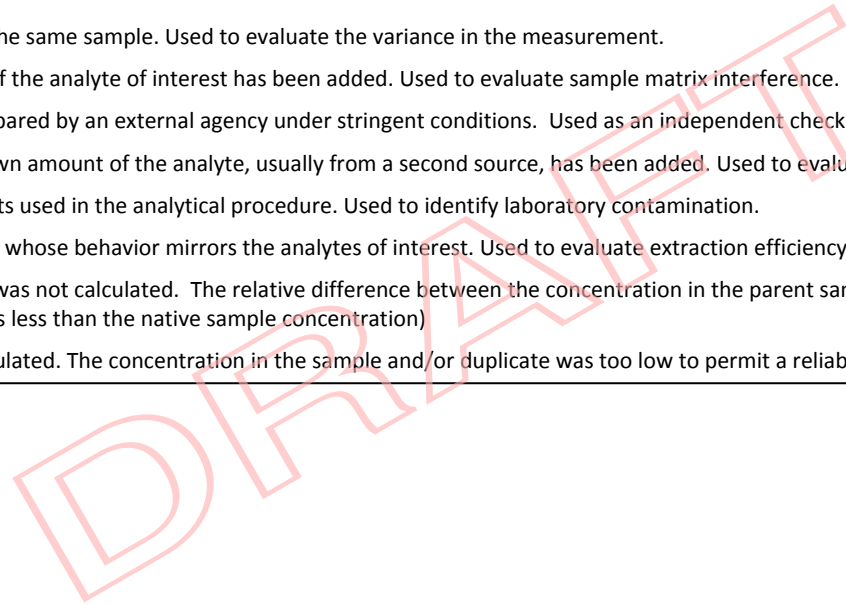 he same sample. Used to evaluate the variance in the measurement.
f the analyte of interest has been added. Used to evaluate sample matrix interference.
pared by an external agency under stringent conditions. Used as an independent check
wn amount of the analyte, usually from a second source, has been added. Used to evalu
ts used in the analytical procedure. Used to identify laboratory contamination.
whose behavior mirrors the analytes of interest. Used to evaluate extraction efficiency
was not calculated. The relative difference between the concentration in the parent sam
s less than the native sample concentration)
ulated. The concentration in the sample and/or duplicate was too low to permit a reliab
DRAFT